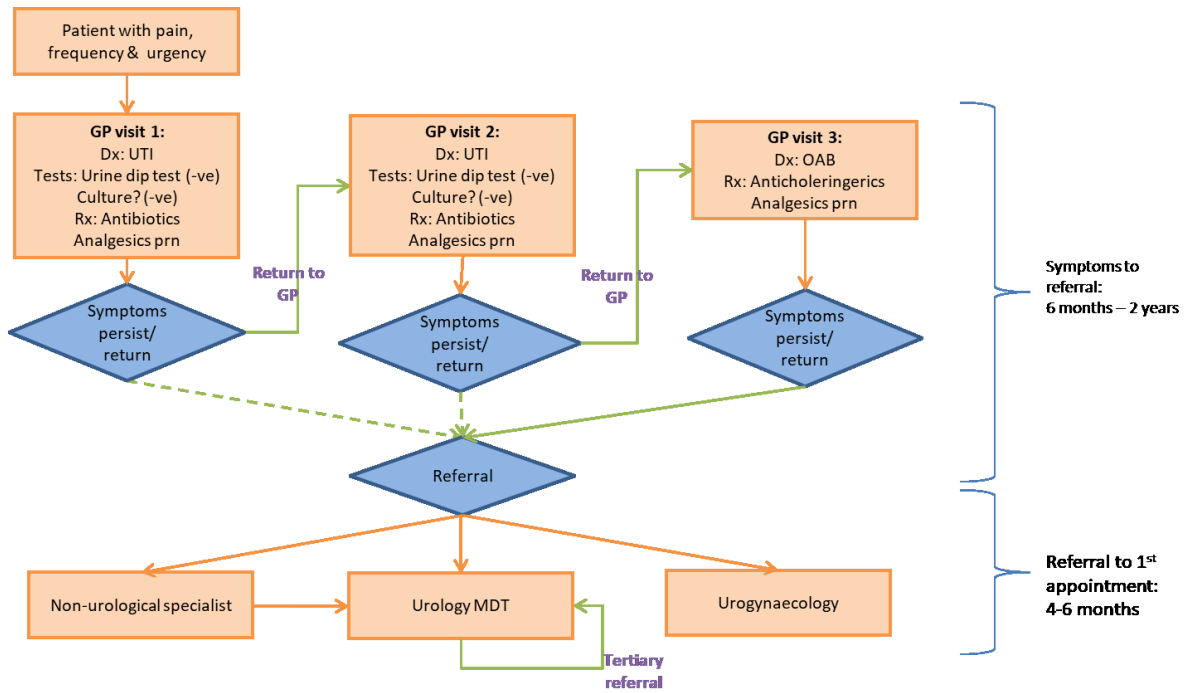 Patient with pain,
frequency & urgency
GP visit 1:
Dx: UTI
Tests: Urine dip test (-ve)
Culture? (-ve)
Rx: Antibiotics
Analgesics prn
GP visit 2:
Dx: UTI
Tests: Urine dip test (-ve)
Culture? (-ve)
Rx: Antibiotics
Analgesics prn
GP visit 3:
Dx: OAB
Rx: Anticholeringerics
Analgesics prn
Return to
GP
Return to
GP
Symptoms
persist/
return
Symptoms
persist/
return
Symptoms
persist/
return
Symptoms to
referral:
6 months – 2 years
Referral
Non-urological specialist
Urology MDT
Urogynaecology
Tertiary
referral
Referral to 1st
appointment:
4-6 months